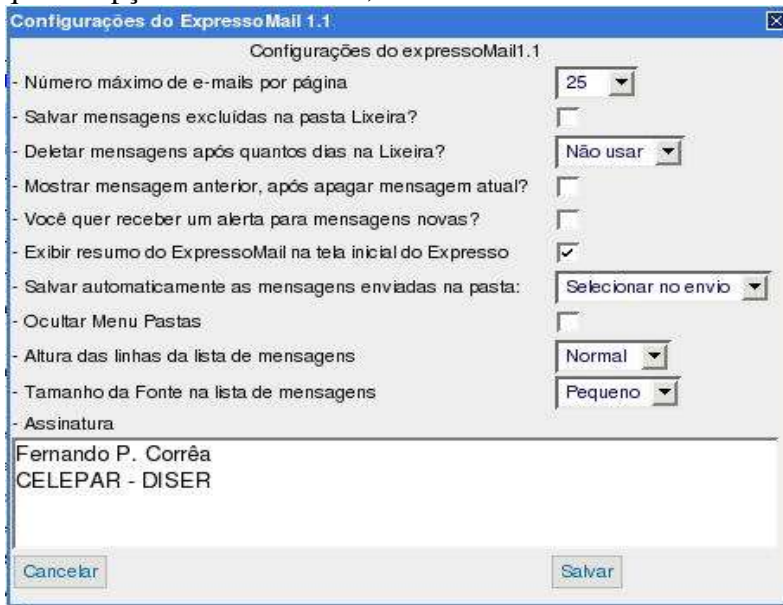 Configurações do ExpressoMail 1.1
Configurações do expressoMail1.1
- Número máximo de e-mails por página 25
- Salvar mensagens excluídas na pasta Lixeira?
- Deletar mensagens após quantos dias na Lixeira? Não usar
- Mostrar mensagem anterior, após apagar mensagem atual?
- Você quer receber um alerta para mensagens novas?
- Exibir resumo do ExpressoMail na tela inicial do Expresso
- Salvar automaticamente as mensagens enviadas na pasta: Selecionar no envio
- Ocultar Menu Pastas
- Altura das linhas da lista de mensagens Normal
- Tamanho da Fonte na lista de mensagens Pequeno
- Assinatura
Fernando P. Corrêa
CELEPAR - DISER
Cancelar Salvar